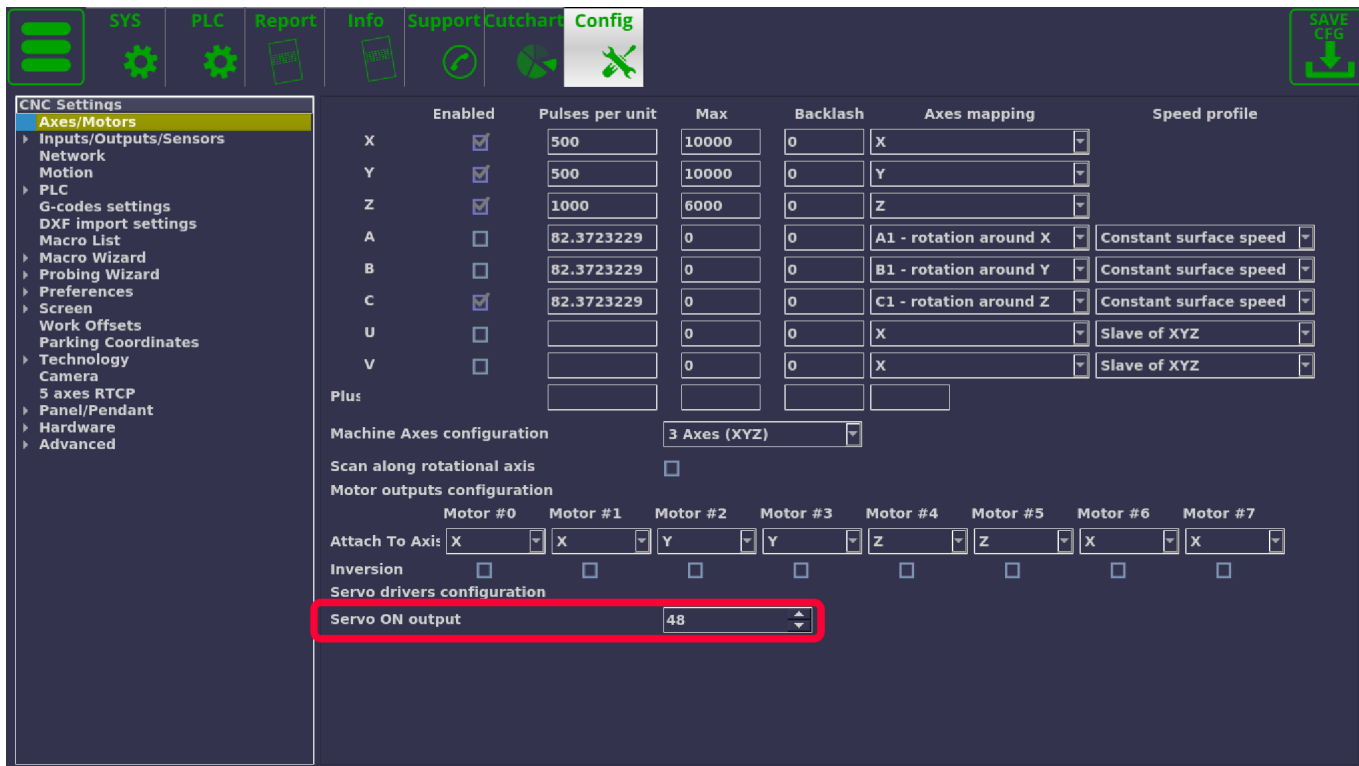 SYS PLC Report Info Support Cutchart Config SAVE CFG
CNC Settings
Axes/Motors
Inputs/Outputs/Sensors
Network
Motion
PLC
G-codes settings
DXF import settings
Macro List
Macro Wizard
Probing Wizard
Preferences
Screen
Work Offsets
Parking Coordinates
Technology
Camera
5 axes RTCP
Panel/Pendant
Hardware
Advanced
Enabled Pulses per unit Max Backlash Axes mapping Speed profile
X 500 10000 0 X
Y 500 10000 0 Y
Z 1000 6000 0 Z
A 82.3723229 0 0 A1 - rotation around X Constant surface speed
B 82.3723229 0 0 B1 - rotation around Y Constant surface speed
C 82.3723229 0 0 C1 - rotation around Z Constant surface speed
U 0 0 X Slave of XYZ
V 0 0 X Slave of XYZ
Plus
Machine Axes configuration 3 Axes (XYZ)
Scan along rotational axis
Motor outputs configuration
Motor #0 Motor #1 Motor #2 Motor #3 Motor #4 Motor #5 Motor #6 Motor #7
Attach To Axis X X Y Y Z Z X X
Inversion
Servo drivers configuration
Servo ON output 48